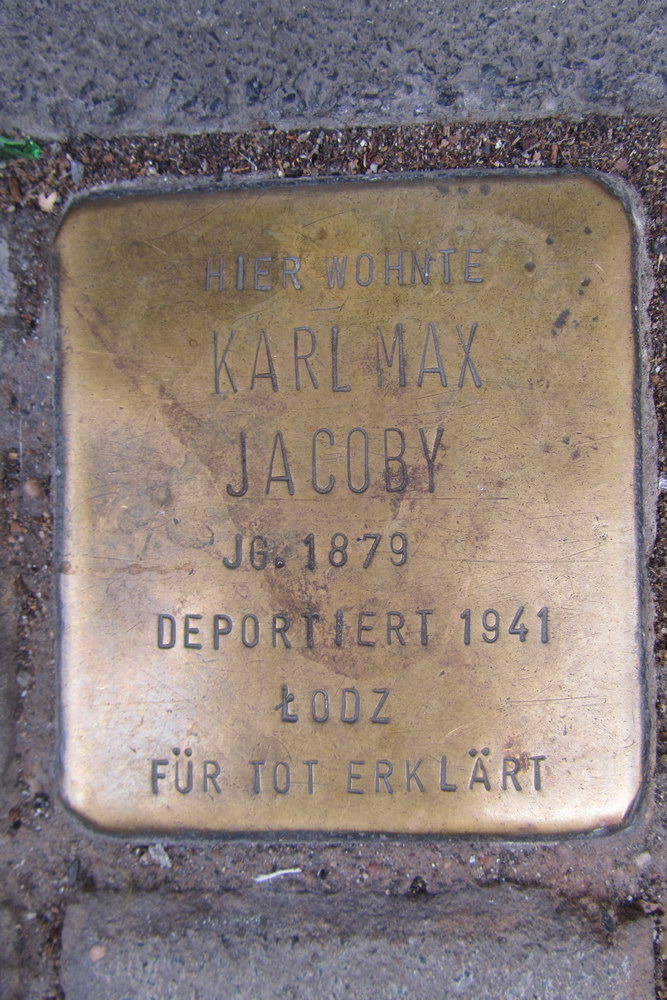 HIER WOHNTE
KARL MAX
JACOBY
JG. 1879
DEPORTIERT 1941
ŁODZ
FÜR TOT ERKLÄRT